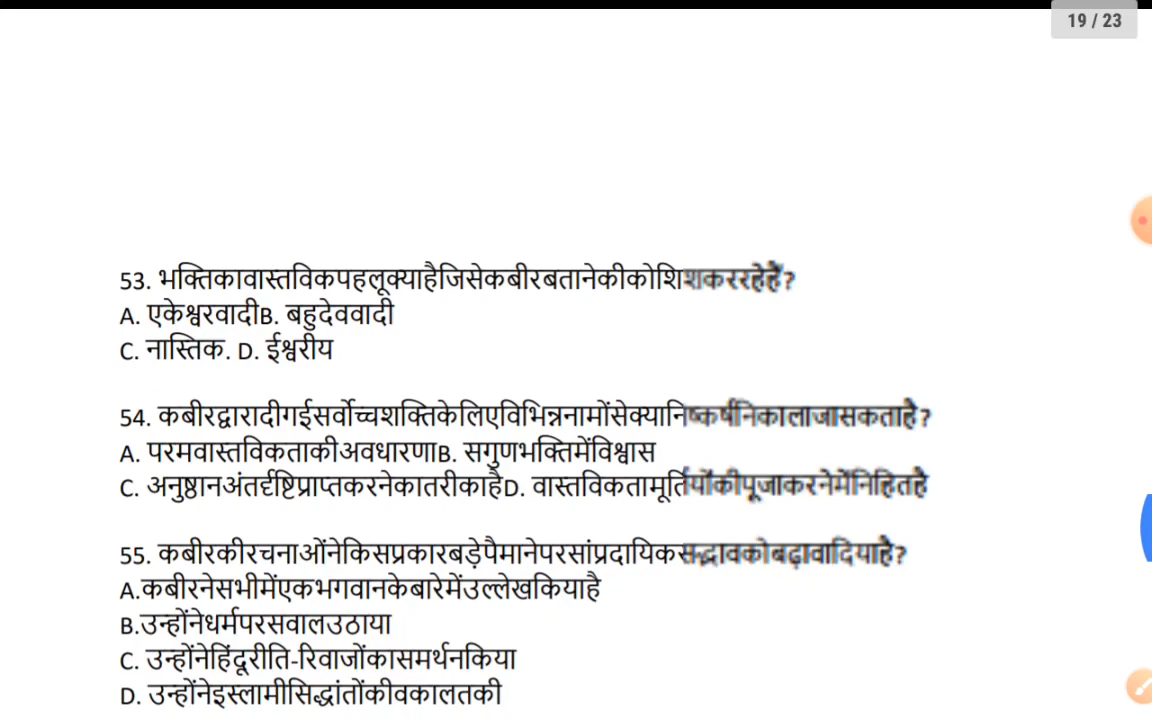 19 / 23
53. भक्तिकावास्तविकपहलूक्याहैजिसेकबीरबतानेकीकोशिशकररहेहैं?
A. एकेश्वरवादीB. बहुदेववादी
C. नास्तिक. D. ईश्वरीय
54. कबीरद्वारादीगईसर्वोच्चशक्तिकेलिएविभिन्ननामोंसेक्यानिष्कर्षनिकालाजासकताहै?
A. परमवास्तविकताकीअवधारणाB. सगुणभक्तिमेंविश्वास
C. अनुष्ठानअंतर्दृष्टिप्राप्तकरनेकातरीकाहैD. वास्तविकतामूर्तियोंकीपूजाकरनेमेंनिहितहै
55. कबीरकीरचनाओंनेकिसप्रकारबड़ेपैमानेपरसांप्रदायिकसद्भावकोबढ़ावादियाहै?
A.कबीरनेसभीमेंएकभगवानकेबारेमेंउल्लेखकियाहै
B.उन्होंनेधर्मपरसवालउठाया
C. उन्होंनेहिंदूरीति-रिवाजोंकासमर्थनकिया
D. उन्होंनेइस्लामीसिद्धांतोंकीवकालतकी